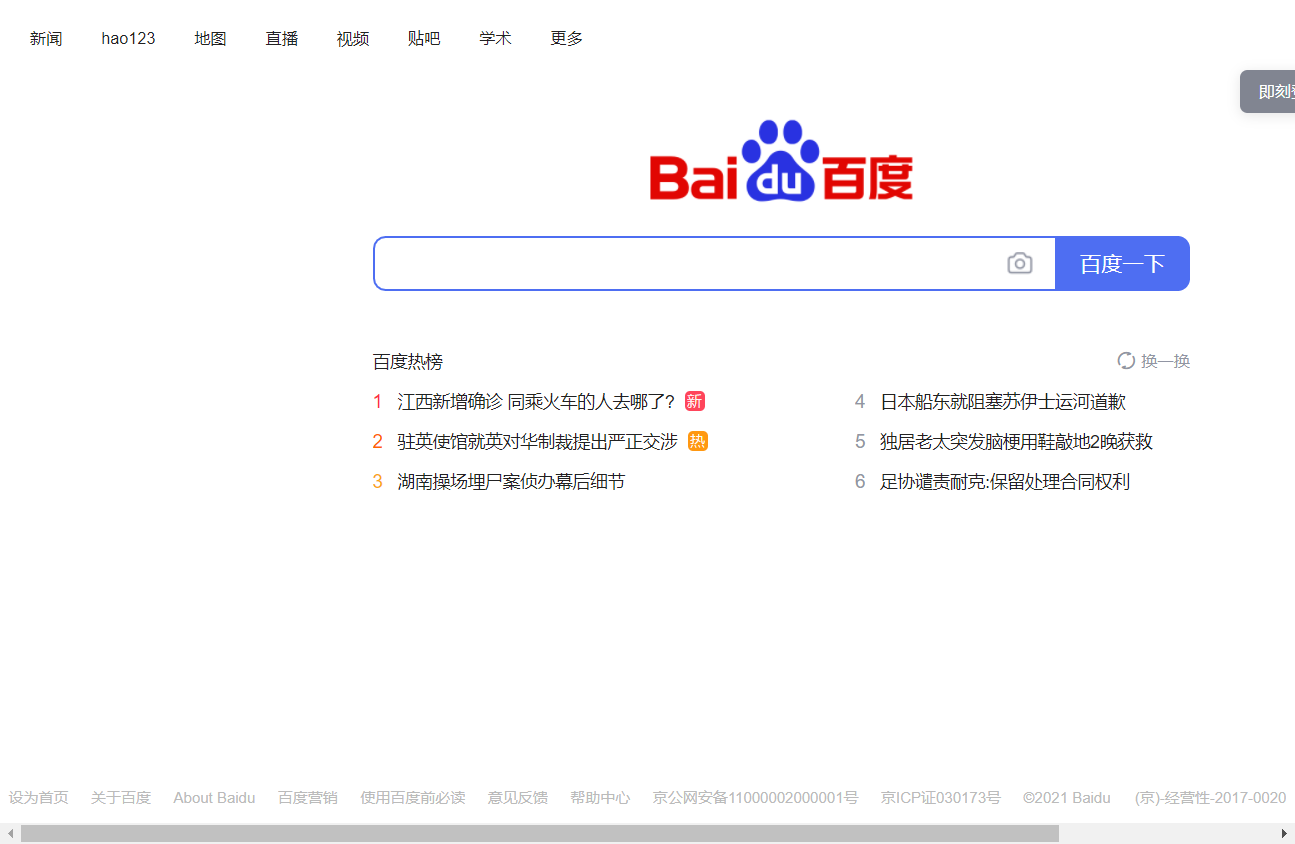 新闻 hao123 地图 直播 视频 贴吧 学术 更多
即刻
Bai du 百度
百度一下
百度热榜 换一换
1 江西新增确诊 同乘火车的人去哪了? 新
4 日本船东就阻塞苏伊士运河道歉
2 驻英使馆就英对华制裁提出严正交涉 热
5 独居老太突发脑梗用鞋敲地2晚获救
3 湖南操场埋尸案侦办幕后细节
6 足协谴责耐克:保留处理合同权利
设为首页 关于百度 About Baidu 百度营销 使用百度前必读 意见反馈 帮助中心 京公网安备11000002000001号 京ICP证030173号 ©2021 Baidu (京)-经营性-2017-0020